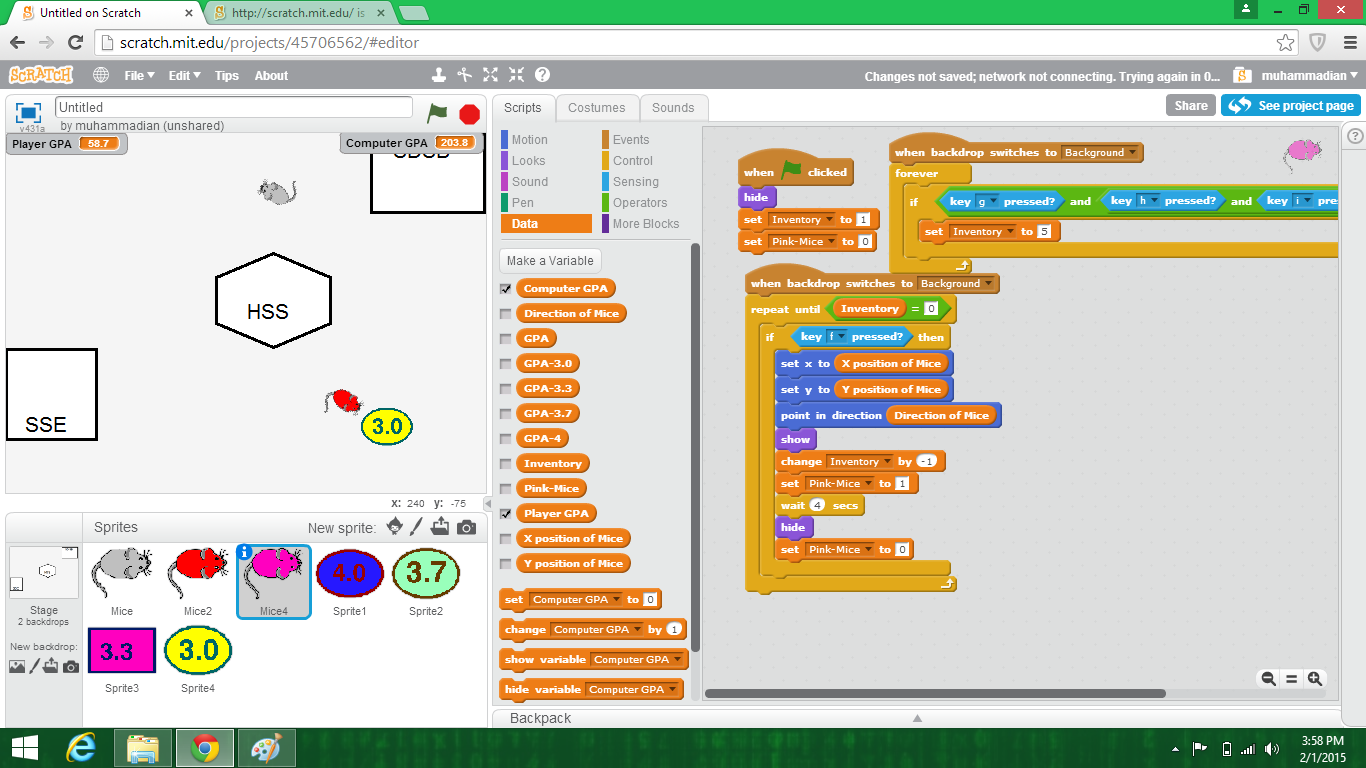 Untitled on Scratch
http://scratch.mit.edu/ is
scratch.mit.edu/projects/45706562/#editor
SCRATCH
File
Edit
Tips
About
Changes not saved; network not connecting. Trying again in 0...
muhammadian
v431a
Untitled
by muhammadian (unshared)
Scripts
Costumes
Sounds
Share
See project page
Player GPA 58.7
Computer GPA 203.8
HSS
SSE
3.0
x: 240 y: -75
Motion
Looks
Sound
Pen
Data
Events
Control
Sensing
Operators
More Blocks
Make a Variable
Computer GPA
Direction of Mice
GPA
GPA-3.0
GPA-3.3
GPA-3.7
GPA-4
Inventory
Pink-Mice
Player GPA
X position of Mice
Y position of Mice
set Computer GPA to 0
change Computer GPA by 1
show variable Computer GPA
hide variable Computer GPA
when clicked
hide
set Inventory to 1
set Pink-Mice to 0
when backdrop switches to Background
forever
if key g pressed? and key h pressed? and key i pre
set Inventory to 5
when backdrop switches to Background
repeat until Inventory = 0
if key f pressed? then
set x to X position of Mice
set y to Y position of Mice
point in direction Direction of Mice
show
change Inventory by -1
set Pink-Mice to 1
wait 4 secs
hide
set Pink-Mice to 0
Sprites
New sprite:
Stage
2 backdrops
New backdrop:
Mice
Mice2
i
Mice4
4.0
Sprite1
3.7
Sprite2
3.3
Sprite3
3.0
Sprite4
Backpack
3:58 PM
2/1/2015